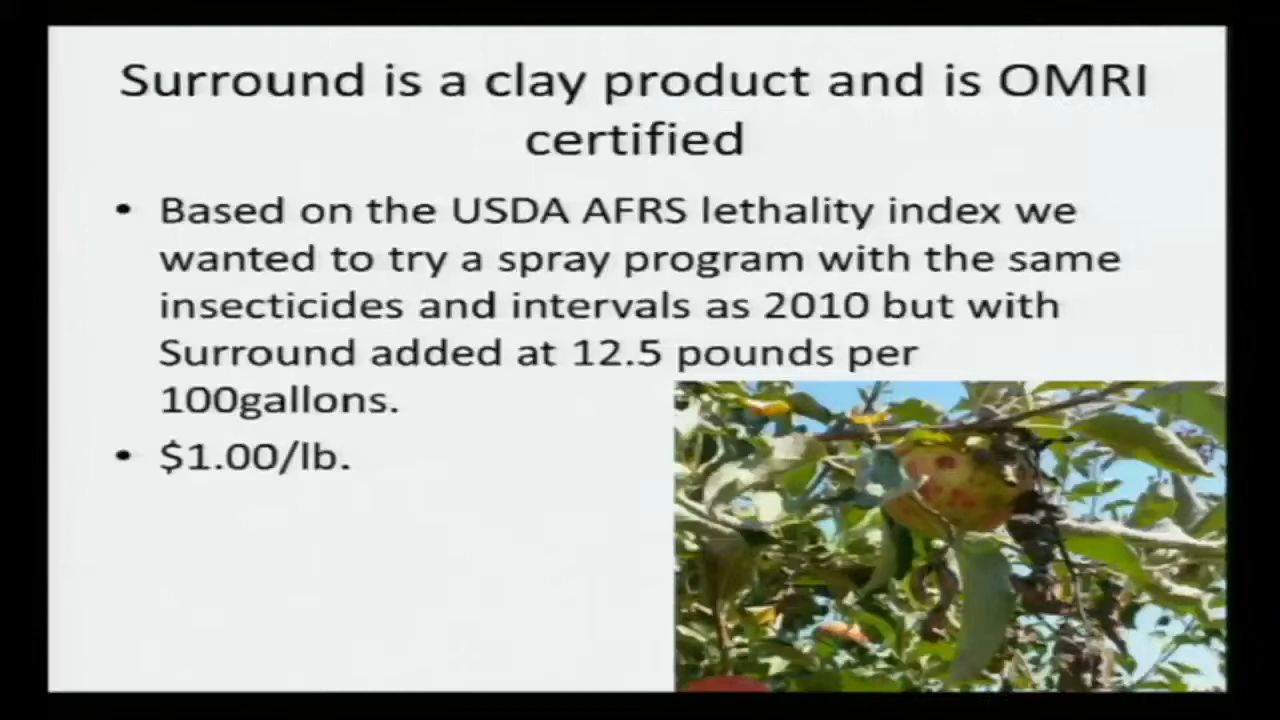 Surround is a clay product and is OMRI
certified
• Based on the USDA AFRS lethality index we
wanted to try a spray program with the same
insecticides and intervals as 2010 but with
Surround added at 12.5 pounds per
100gallons.
• $1.00/lb.